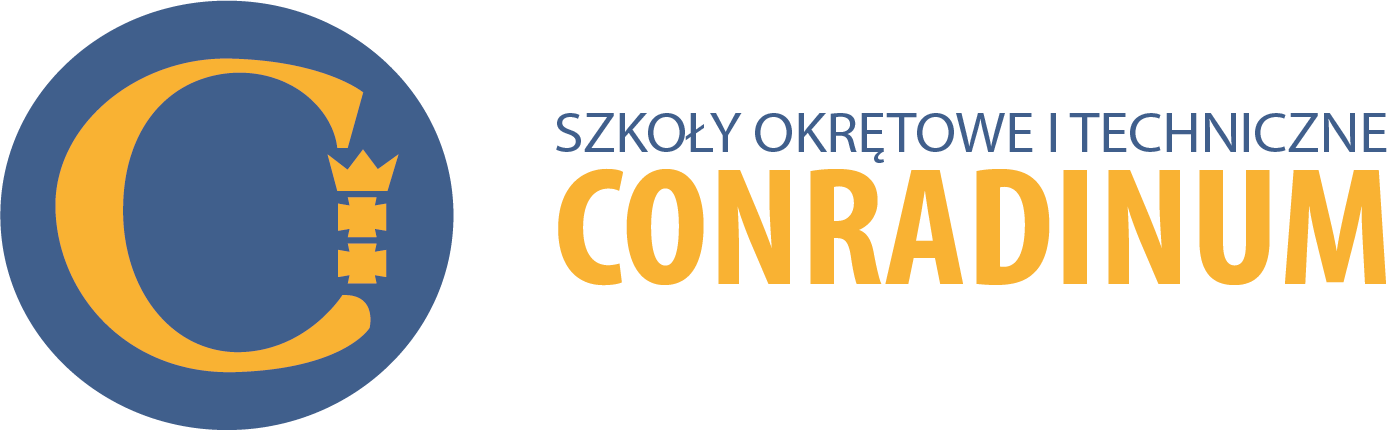 SZKOŁY OKRĘTOWE I TECHNICZNE
CONRADINUM